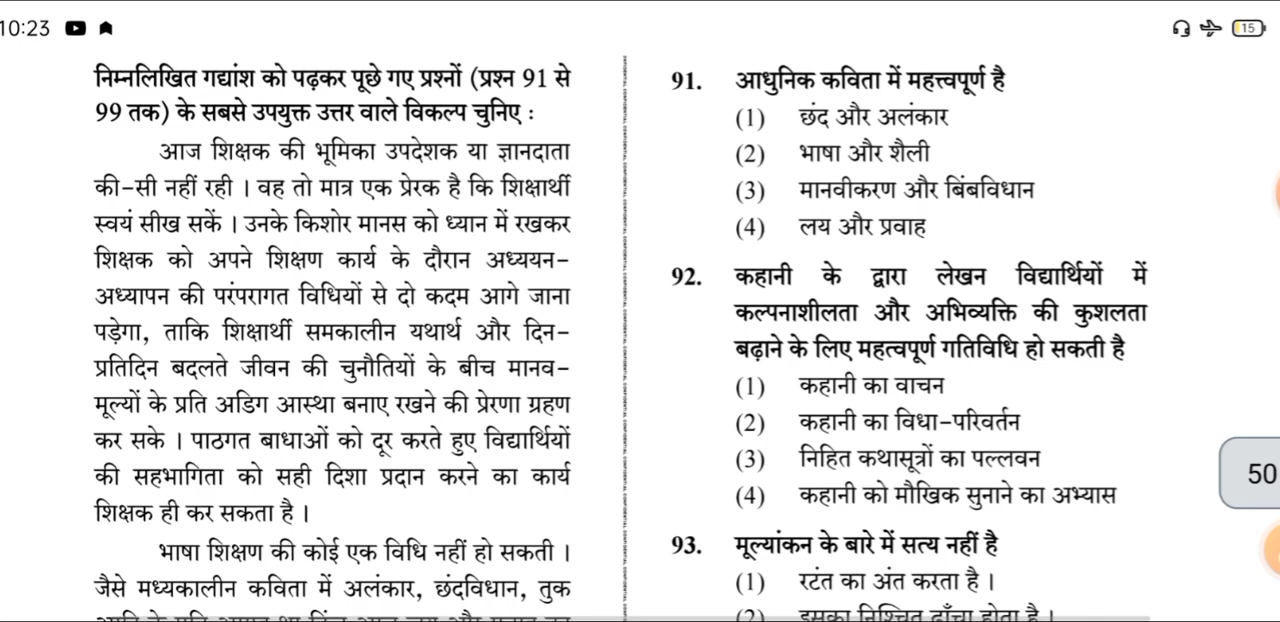 10:23
15
निम्नलिखित गद्यांश को पढ़कर पूछे गए प्रश्नों (प्रश्न 91 से
99 तक) के सबसे उपयुक्त उत्तर वाले विकल्प चुनिए :
आज शिक्षक की भूमिका उपदेशक या ज्ञानदाता
की-सी नहीं रही । वह तो मात्र एक प्रेरक है कि शिक्षार्थी
स्वयं सीख सकें । उनके किशोर मानस को ध्यान में रखकर
शिक्षक को अपने शिक्षण कार्य के दौरान अध्ययन-
अध्यापन की परंपरागत विधियों से दो कदम आगे जाना
पड़ेगा, ताकि शिक्षार्थी समकालीन यथार्थ और दिन-
प्रतिदिन बदलते जीवन की चुनौतियों के बीच मानव-
मूल्यों के प्रति अडिग आस्था बनाए रखने की प्रेरणा ग्रहण
कर सके । पाठगत बाधाओं को दूर करते हुए विद्यार्थियों
की सहभागिता को सही दिशा प्रदान करने का कार्य
शिक्षक ही कर सकता है ।
भाषा शिक्षण की कोई एक विधि नहीं हो सकती ।
जैसे मध्यकालीन कविता में अलंकार, छंदविधान, तुक
91. आधुनिक कविता में महत्त्वपूर्ण है
(1) छंद और अलंकार
(2) भाषा और शैली
(3) मानवीकरण और बिंबविधान
(4) लय और प्रवाह
92. कहानी के द्वारा लेखन विद्यार्थियों में
कल्पनाशीलता और अभिव्यक्ति की कुशलता
बढ़ाने के लिए महत्वपूर्ण गतिविधि हो सकती है
(1) कहानी का वाचन
(2) कहानी का विधा-परिवर्तन
(3) निहित कथासूत्रों का पल्लवन
(4) कहानी को मौखिक सुनाने का अभ्यास
93. मूल्यांकन के बारे में सत्य नहीं है
(1) रटंत का अंत करता है ।
(2) इसका निश्चित ढाँचा होता है ।
50